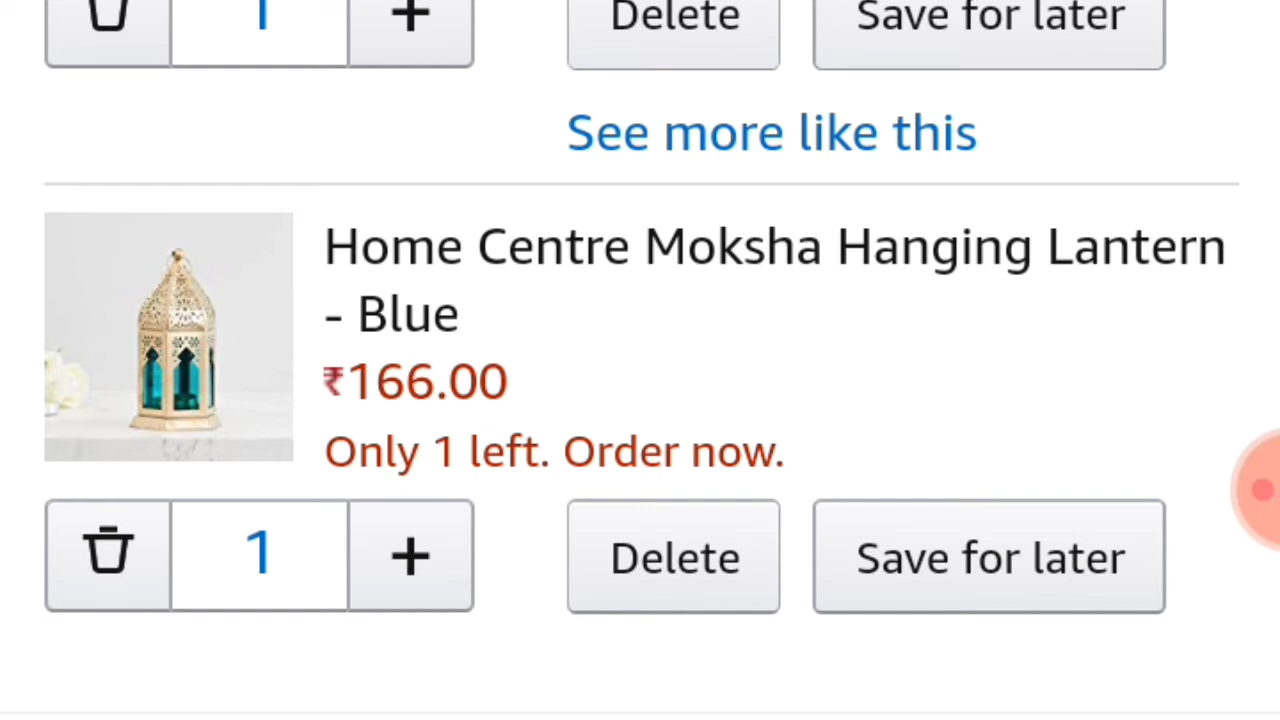 1 + Delete Save for later
See more like this
Home Centre Moksha Hanging Lantern
- Blue
₹166.00
Only 1 left. Order now.
1 + Delete Save for later